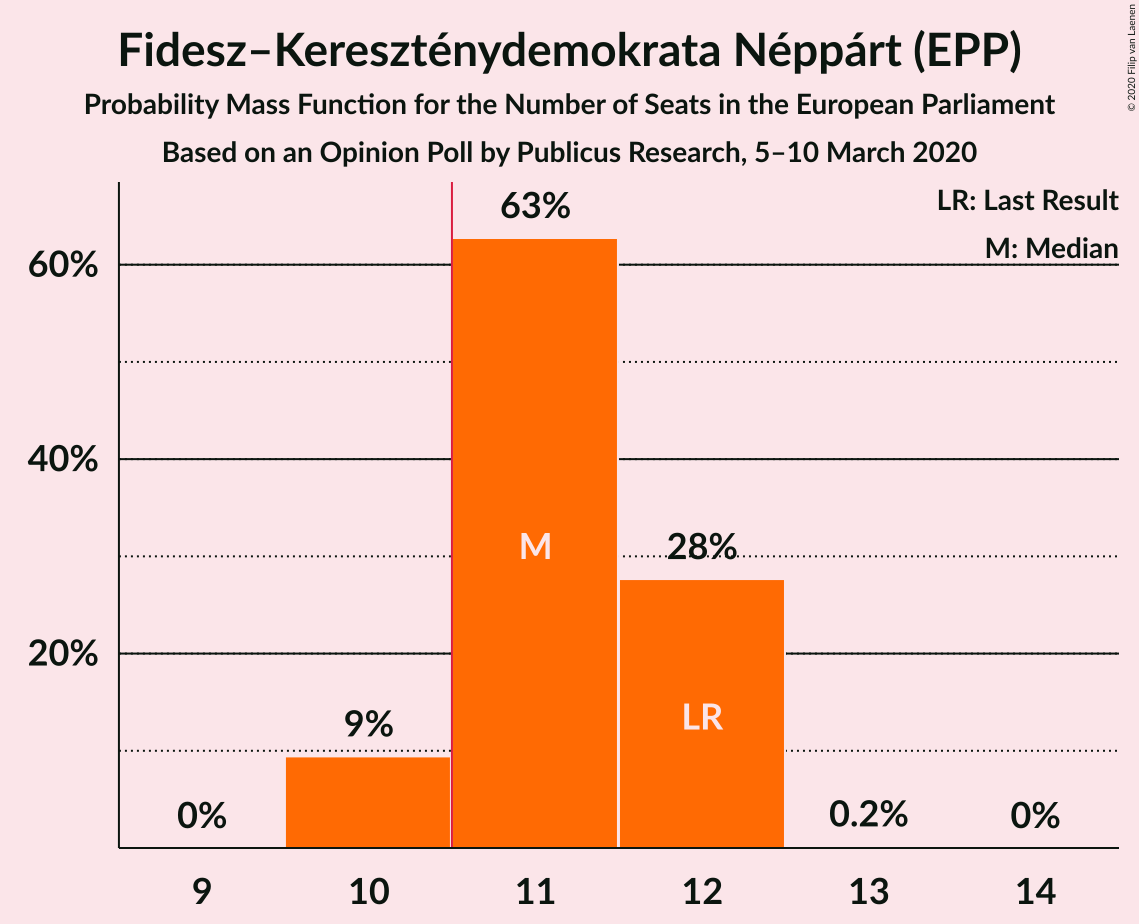 Fidesz–Kereszténydemokrata Néppárt (EPP)
Probability Mass Function for the Number of Seats in the European Parliament
Based on an Opinion Poll by Publicus Research, 5–10 March 2020
© 2020 Filip van Laenen
LR: Last Result
M: Median
60%
40%
20%
0%
9%
63%
M
28%
LR
0.2%
0%
9
10
11
12
13
14